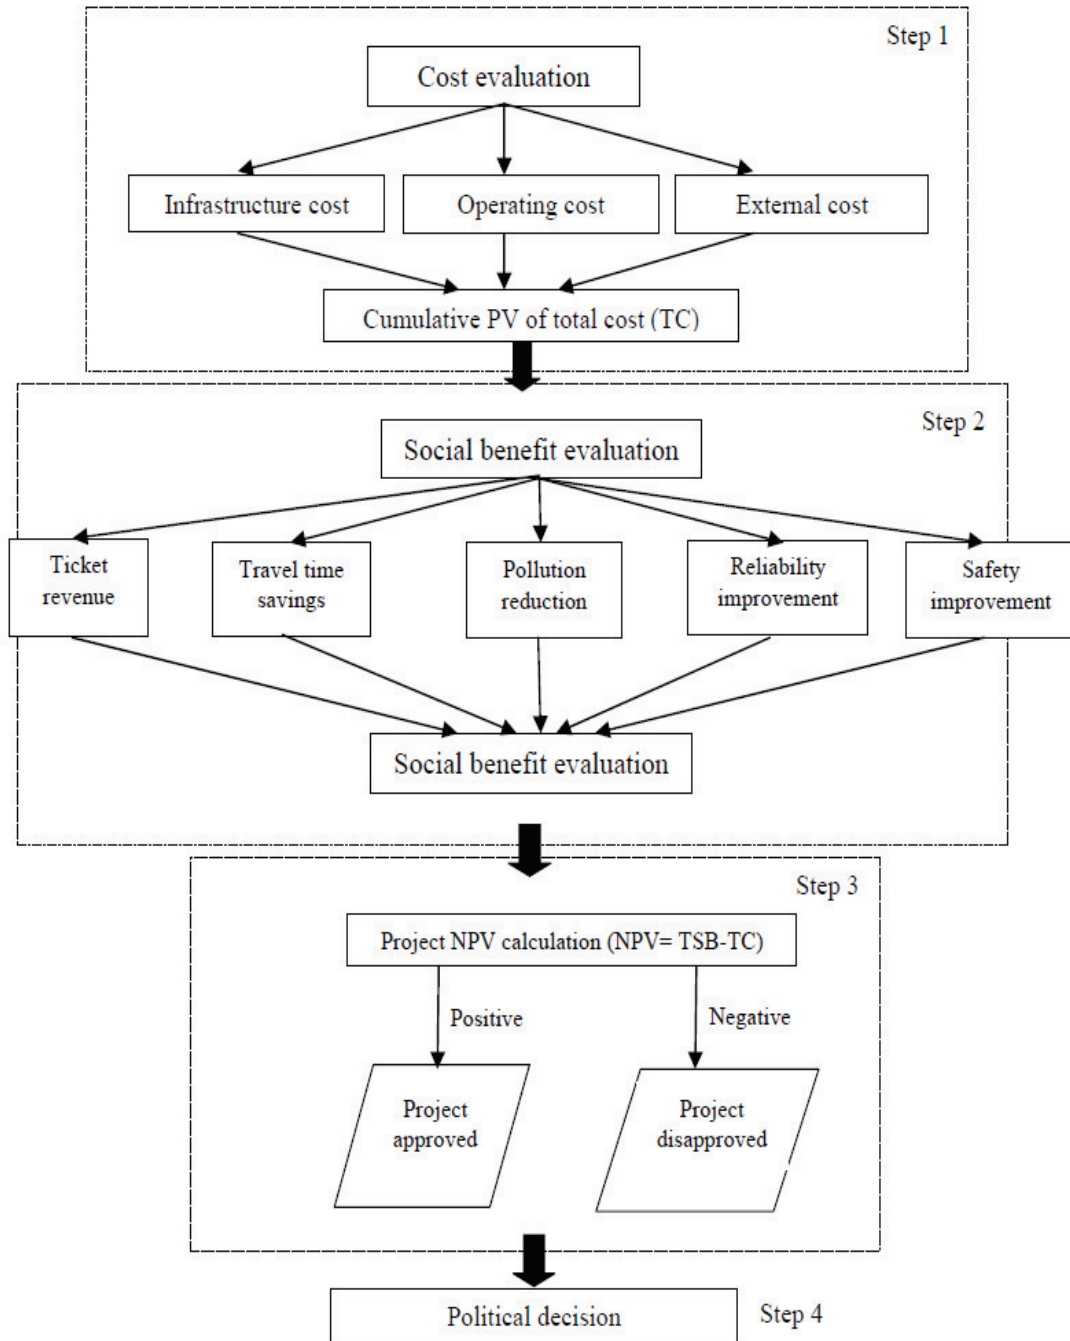 Step 1
Cost evaluation
Infrastructure cost
Operating cost
External cost
Cumulative PV of total cost (TC)
Step 2
Social benefit evaluation
Ticket
revenue
Travel time
savings
Pollution
reduction
Reliability
improvement
Safety
improvement
Social benefit evaluation
Step 3
Project NPV calculation (NPV= TSB-TC)
Positive
Negative
Project
approved
Project
disapproved
Political decision
Step 4